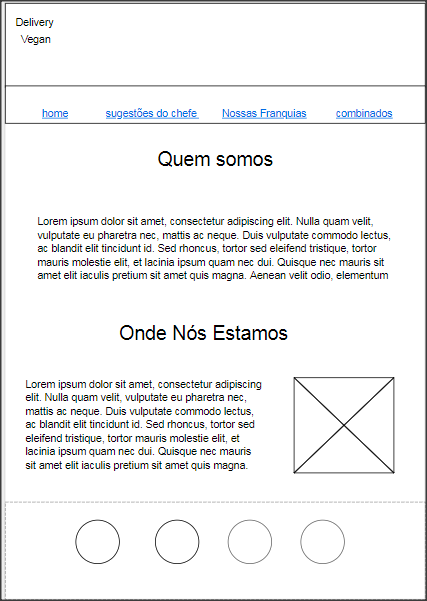 Delivery
Vegan
home sugestões do chefe Nossas Franquias combinados
Quem somos
Lorem ipsum dolor sit amet, consectetur adipiscing elit. Nulla quam velit,
vulputate eu pharetra nec, mattis ac neque. Duis vulputate commodo lectus,
ac blandit elit tincidunt id. Sed rhoncus, tortor sed eleifend tristique, tortor
mauris molestie elit, et lacinia ipsum quam nec dui. Quisque nec mauris
sit amet elit iaculis pretium sit amet quis magna. Aenean velit odio, elementum
Onde Nós Estamos
Lorem ipsum dolor sit amet, consectetur adipiscing
elit. Nulla quam velit, vulputate eu pharetra nec,
mattis ac neque. Duis vulputate commodo lectus,
ac blandit elit tincidunt id. Sed rhoncus, tortor sed
eleifend tristique, tortor mauris molestie elit, et
lacinia ipsum quam nec dui. Quisque nec mauris
sit amet elit iaculis pretium sit amet quis magna.